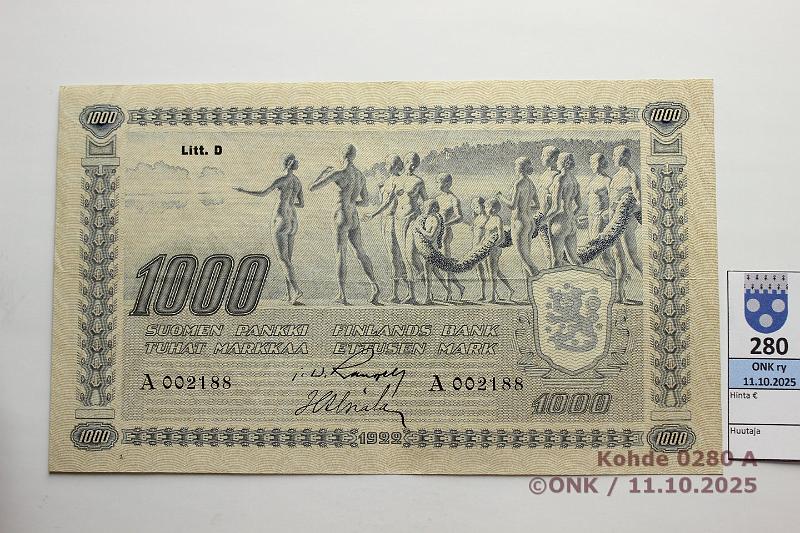 1000
1000
Litt. D
1000
SUOMEN PANKKI FINLANDS BANK
TUHAT MARKKAA ETTUSEN MARK
A 002188
A 002188
1000
1000
1922
1000
280
ONK ry
11.10.2025
Hinta €
Huutaja
Kohde 0280 A
©ONK / 11.10.2025